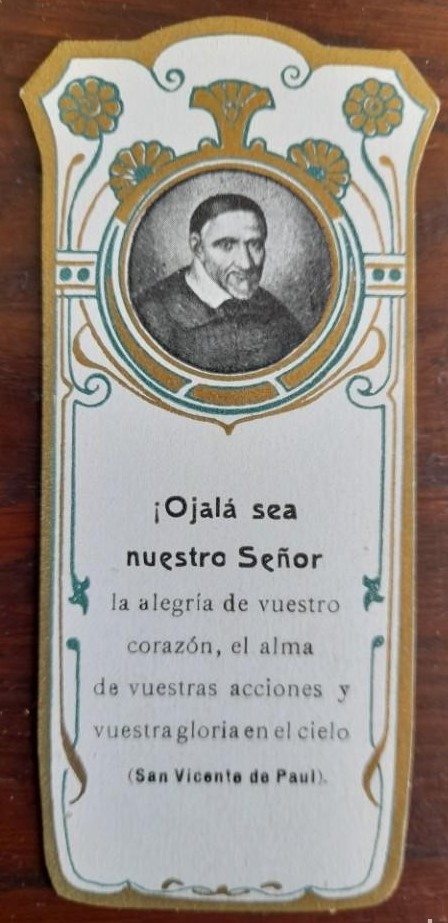 ¡Ojalá sea
nuestro Señor
la alegría de vuestro
corazón, el alma
de vuestras acciones y
vuestra gloria en el cielo
(San Vicente de Paul).